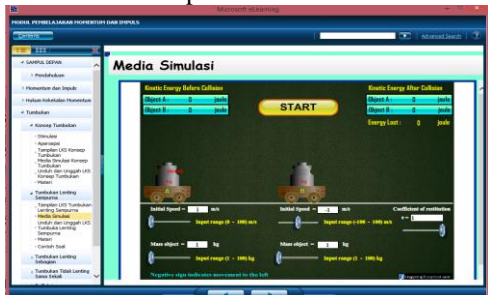 Microsoft eLearning
MODUL PEMBELAJARAN MOMENTUM DAN IMPULS
Contents
Advanced Search
SAMPUL DEPAN
Pendahuluan
Momentum dan Impuls
Hukum Kekekalan Momentum
Tumbukan
Konsep Tumbukan
- Stimulasi
- Apersepsi
- Tampilan LKS Konsep
Tumbukan
- Media Simulasi Konsep
Tumbukan
- Unduh dan Unggah LKS
Konsep Tumbukan
- Materi
Tumbukan Lenting
Sempurna
- Tampilan LKS Tumbukan
Lenting Sempurna
- Media Simulasi
- Unduh dan Unggah LKS
- Tumbukan Lenting
Sempurna
- Materi
- Contoh Soal
Tumbukan Lenting
Sebagian
Tumbukan Tidak Lenting
Sama Sekali
Media Simulasi
Kinetic Energy Before Collision
Object A : 0 joule
Object B : 0 joule
START
Kinetic Energy After Collision
Object A : 0 joule
Object B : 0 joule
Energy Lost : 0 joule
A
B
Initial Speed = 1 m/s
Input range (0 - 100) m/s
Mass object = 1 kg
Input range (1 - 100) kg
Initial Speed = -1 m/s
Input range (-100 - 100) m/s
Mass object = 1 kg
Input range (1 - 100) kg
Coefficient of restitution
e = 1
Negative sign indicates movement to the left